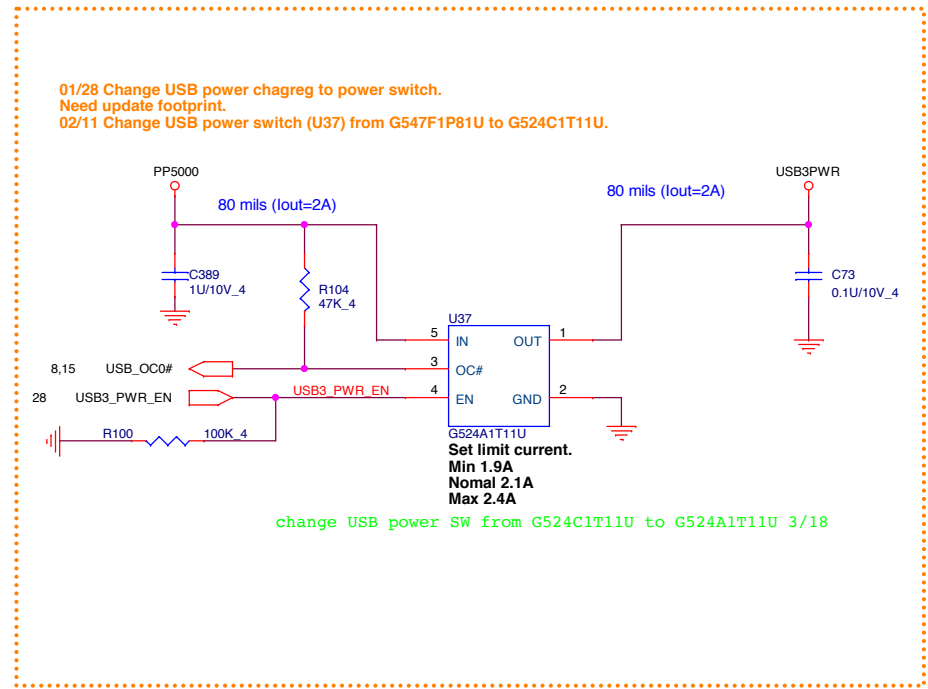 01/28 Change USB power chagreg to power switch.
Need update footprint.
02/11 Change USB power switch (U37) from G547F1P81U to G524C1T11U.
PP5000
USB3PWR
80 mils (Iout=2A)
80 mils (Iout=2A)
C389
1U/10V_4
R104
47K_4
C73
0.1U/10V_4
U37
5
IN
OUT
1
8,15
USB_OC0#
3
OC#
28
USB3_PWR_EN
USB3_PWR_EN
4
EN
GND
2
R100
100K_4
G524A1T11U
Set limit current.
Min 1.9A
Nomal 2.1A
Max 2.4A
change USB power SW from G524C1T11U to G524A1T11U 3/18